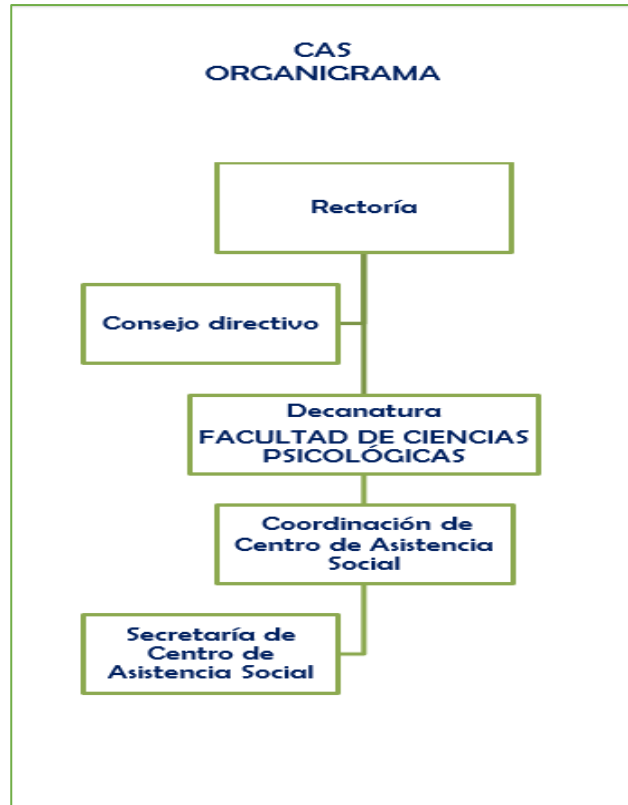 CAS
ORGANIGRAMA
Rectoría
Consejo directivo
Decanatura
FACULTAD DE CIENCIAS
PSICOLÓGICAS
Coordinación de
Centro de Asistencia
Social
Secretaría de
Centro de
Asistencia Social